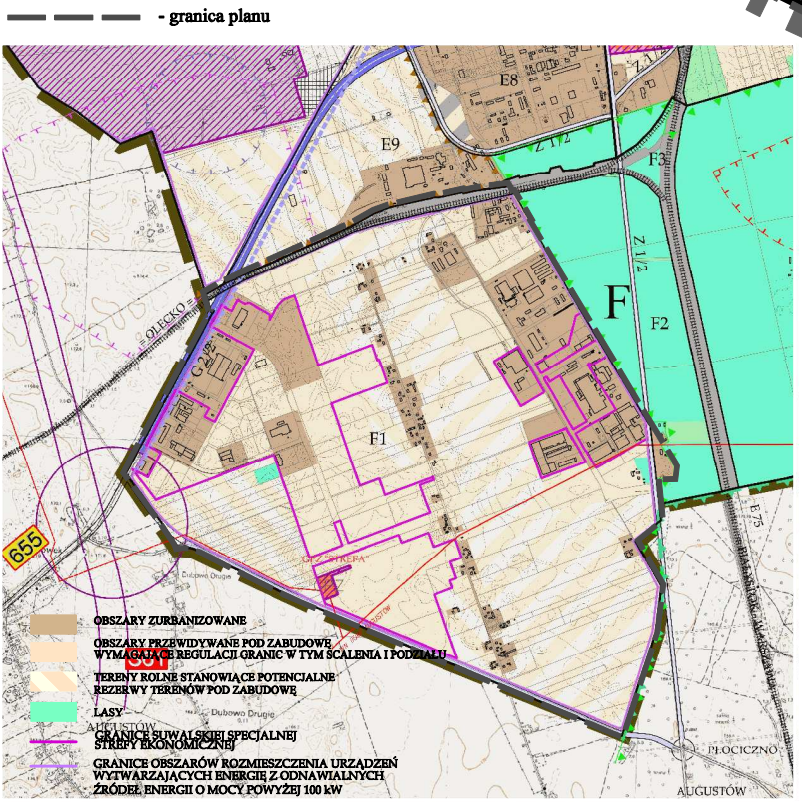 - granica planu
E8
E9
Z 1/2
F3
Z 1/2
F
F2
OLECKO
G 2/2
F1
655
GPZ "STREFA"
Dubowo Drugie
E 75
OBSZARY ZURBANIZOWANE
OBSZARY PRZEWIDYWANE POD ZABUDOWĘ
WYMAGAJĄCE REGULACJI GRANIC W TYM SCALENIA I PODZIAŁU
S61
TERENY ROLNE STANOWIĄCE POTENCJALNE
REZERWY TERENÓW POD ZABUDOWĘ
LASY
Dubowo Drugie
AUGUSTÓW
GRANICE SUWALSKIEJ SPECJALNEJ
STREFY EKONOMICZNEJ
GRANICE OBSZARÓW ROZMIESZCZENIA URZĄDZEŃ
WYTWARZAJĄCYCH ENERGIĘ Z ODNAWIALNYCH
ŹRÓDEŁ ENERGII O MOCY POWYŻEJ 100 kW
PŁOCICZNO
AUGUSTÓW